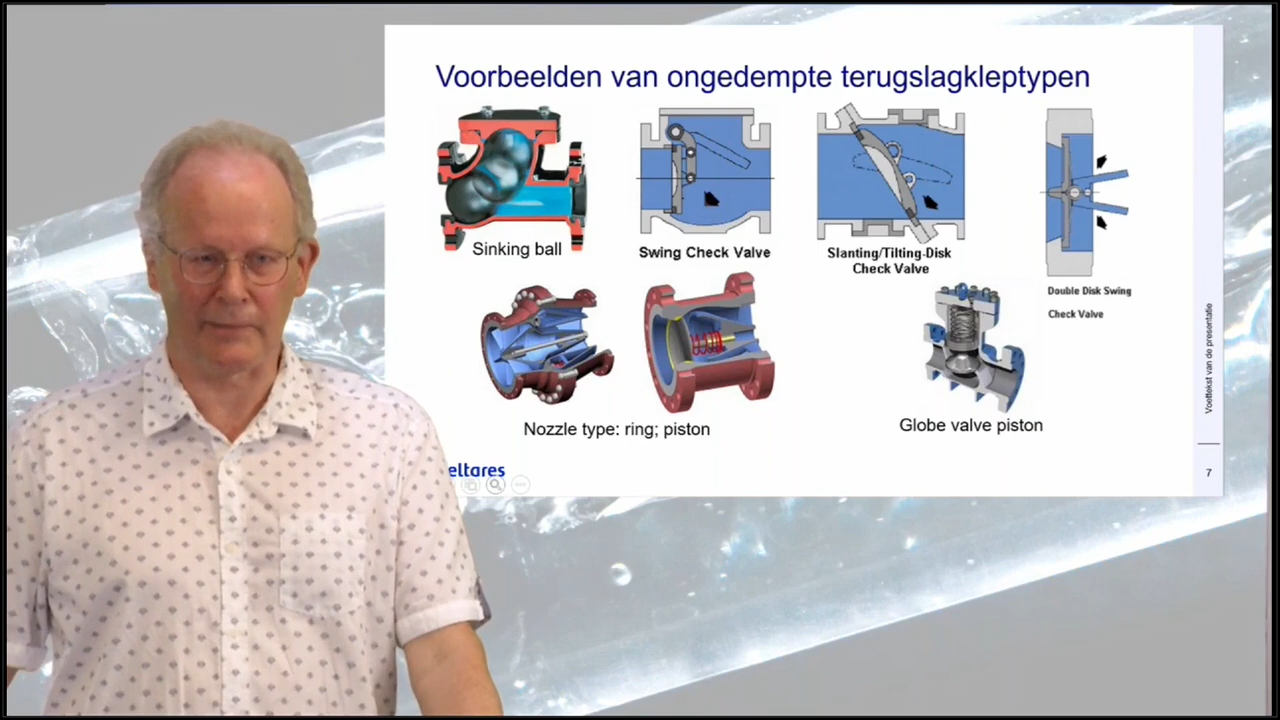 Voorbeelden van ongedempte terugslagkleptypen
Sinking ball
Swing Check Valve
Slanting/Tilting-Disk
Check Valve
Double Disk Swing
Check Valve
Nozzle type: ring; piston
Globe valve piston
Voettekst van de presentatie
eltares
7